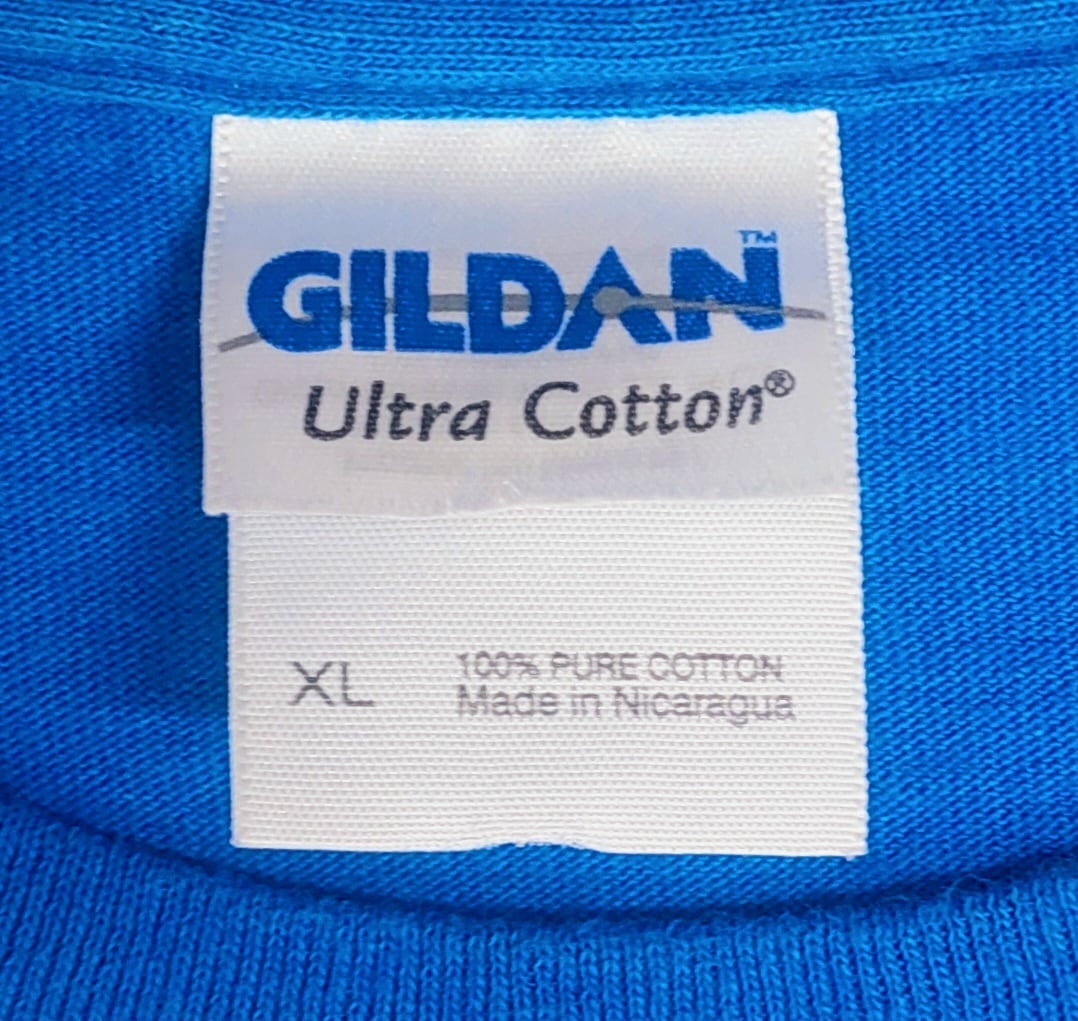 GILDAN™
Ultra Cotton®
XL
100% PURE COTTON
Made in Nicaragua